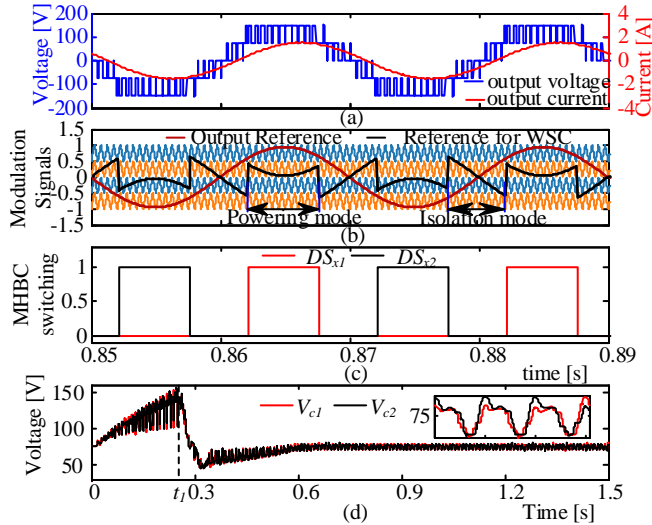 200
100
0
-100
-200
Voltage [V]
4
2
0
-2
-4
Current [A]
output voltage
output current
(a)
1.5
1.0
0.5
0
-0.5
-1
-1.5
Modulation
Signals
Output Reference
Reference for WSC
Powering mode
Isolation mode
(b)
1
0.5
0
MHBC
switching
DSx1
DSx2
0.85
0.86
0.87
0.88
0.89
(c)
time [s]
150
100
50
Voltage [V]
Vc1
Vc2
75
0
t1
0.3
0.6
0.9
1.2
1.5
(d)
Time [s]